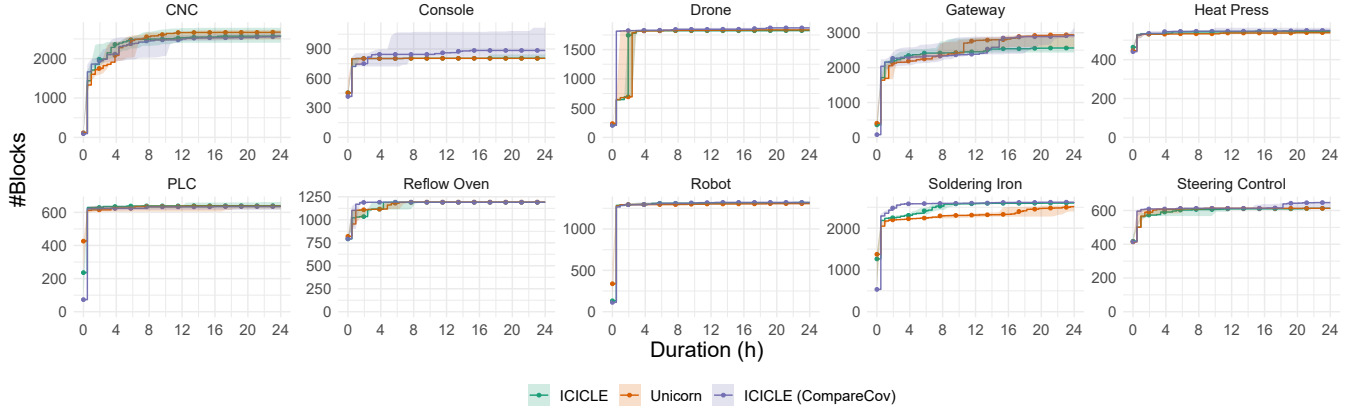 CNC Console Drone Gateway Heat Press
2000 1000 0
900 600 300 0
1500 1000 500 0
3000 2000 1000 0
400 200 0
0 4 8 12 16 20 24 0 4 8 12 16 20 24 0 4 8 12 16 20 24 0 4 8 12 16 20 24 0 4 8 12 16 20 24
#Blocks
PLC Reflow Oven Robot Soldering Iron Steering Control
600 400 200 0
1250 1000 750 500 250 0
1000 500 0
2000 1000 0
600 400 200 0
0 4 8 12 16 20 24 0 4 8 12 16 20 24 0 4 8 12 16 20 24 0 4 8 12 16 20 24 0 4 8 12 16 20 24
Duration (h)
ICICLE Unicorn ICICLE (CompareCov)